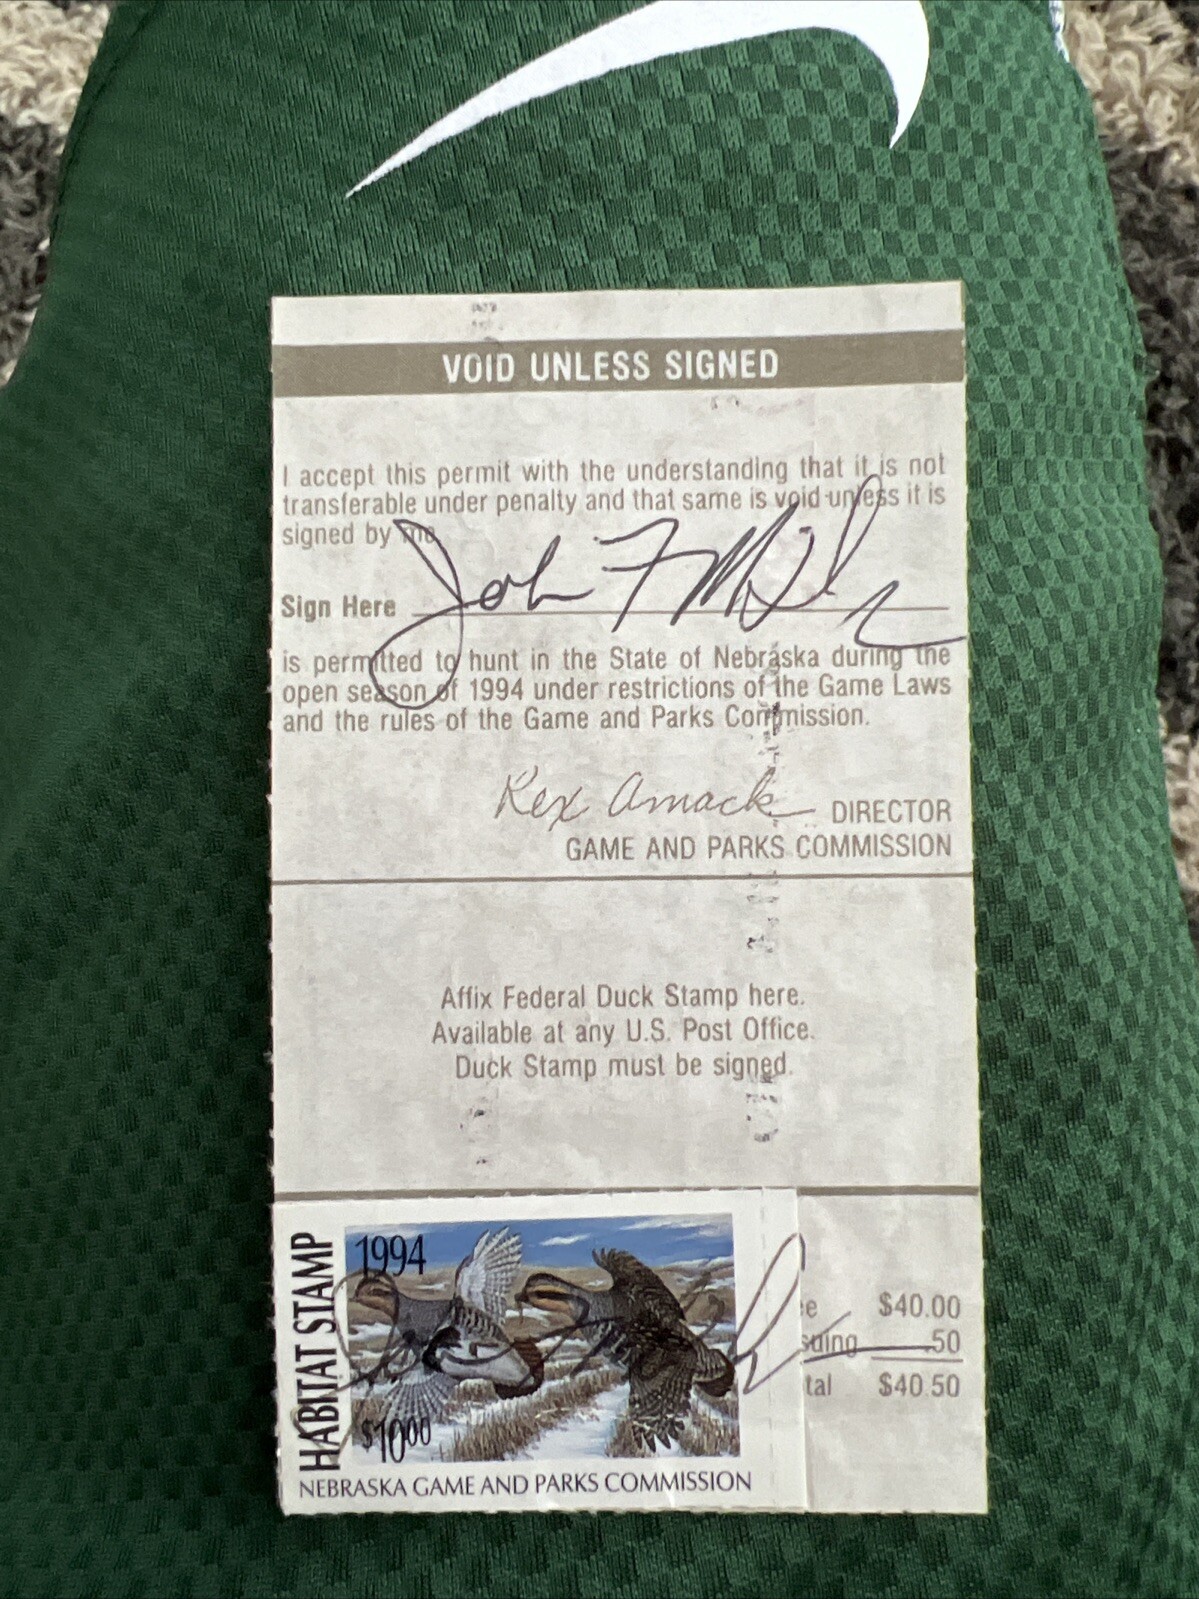 VOID UNLESS SIGNED
I accept this permit with the understanding that it is not
transferable under penalty and that same is void unless it is
signed by me
Sign Here John F
is permitted to hunt in the State of Nebraska during the
open season of 1994 under restrictions of the Game Laws
and the rules of the Game and Parks Commission.
Rex Amack DIRECTOR
GAME AND PARKS COMMISSION
Affix Federal Duck Stamp here.
Available at any U.S. Post Office.
Duck Stamp must be signed.
HABITAT STAMP
1994
$10.00
NEBRASKA GAME AND PARKS COMMISSION
$40.00
.50
$40.50